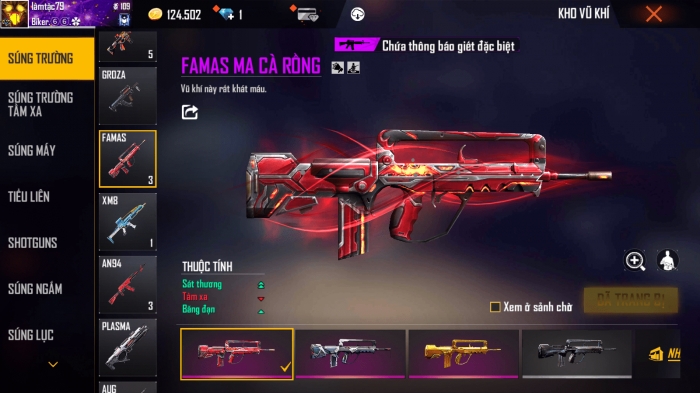 lãmtặc79
109
Biker.
124.502
1
KHO VŨ KHÍ
SÚNG TRƯỜNG
SÚNG TRƯỜNG
TẦM XA
SÚNG MÁY
TIỂU LIÊN
SHOTGUNS
SÚNG NGẮM
SÚNG LỤC
5
GROZA
FAMAS
3
XM8
1
AN94
3
PLASMA
AUG
Chứa thông báo giết đặc biệt
FAMAS MA CÀ RỒNG
Vũ khí này rất khát máu.
THUỘC TÍNH
Sát thương
Tầm xa
Băng đạn
Xem ở sảnh chờ
ĐÃ TRANG BỊ
NH